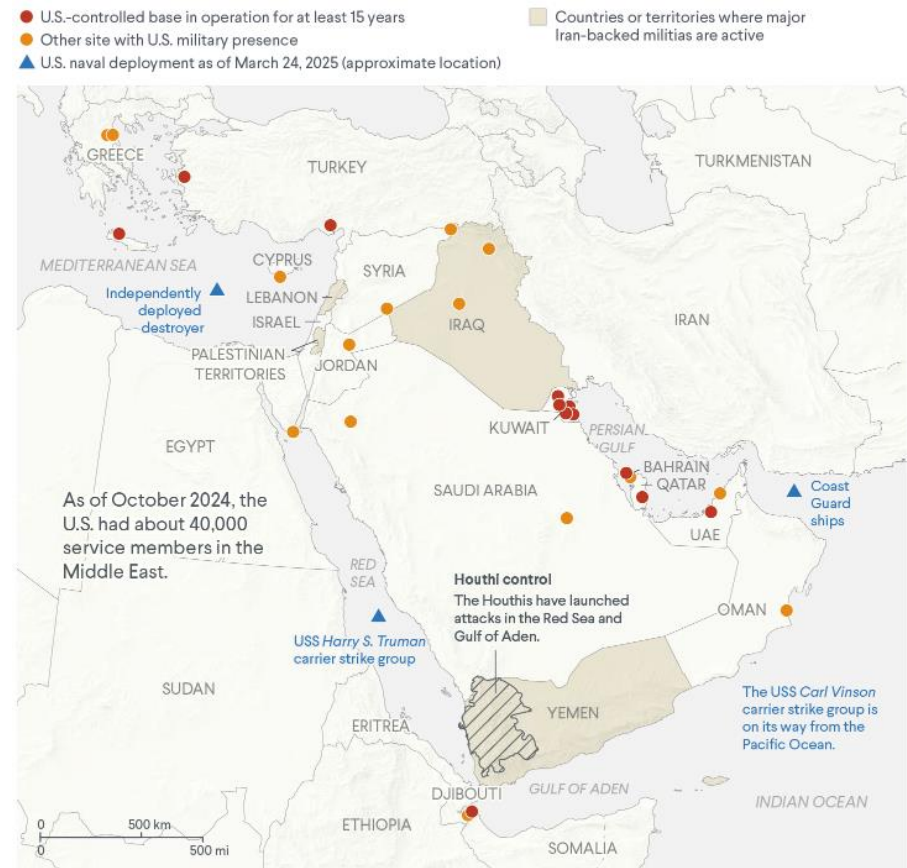 U.S.-controlled base in operation for at least 15 years
Other site with U.S. military presence
U.S. naval deployment as of March 24, 2025 (approximate location)
Countries or territories where major
Iran-backed militias are active
GREECE
TURKEY
TURKMENISTAN
MEDITERRANEAN SEA
CYPRUS
SYRIA
Independently
deployed
destroyer
LEBANON
ISRAEL
IRAQ
IRAN
PALESTINIAN
TERRITORIES
JORDAN
KUWAIT
PERSIAN
GULF
EGYPT
BAHRAIN
QATAR
SAUDI ARABIA
Coast
Guard
ships
UAE
As of October 2024, the
U.S. had about 40,000
service members in the
Middle East.
RED
SEA
Houthi control
The Houthis have launched
attacks in the Red Sea and
Gulf of Aden.
OMAN
USS Harry S. Truman
carrier strike group
SUDAN
YEMEN
The USS Carl Vinson
carrier strike group is
on its way from the
Pacific Ocean.
ERITREA
DJIBOUTI
GULF OF ADEN
INDIAN OCEAN
ETHIOPIA
SOMALIA
0 500 km
0 500 mi